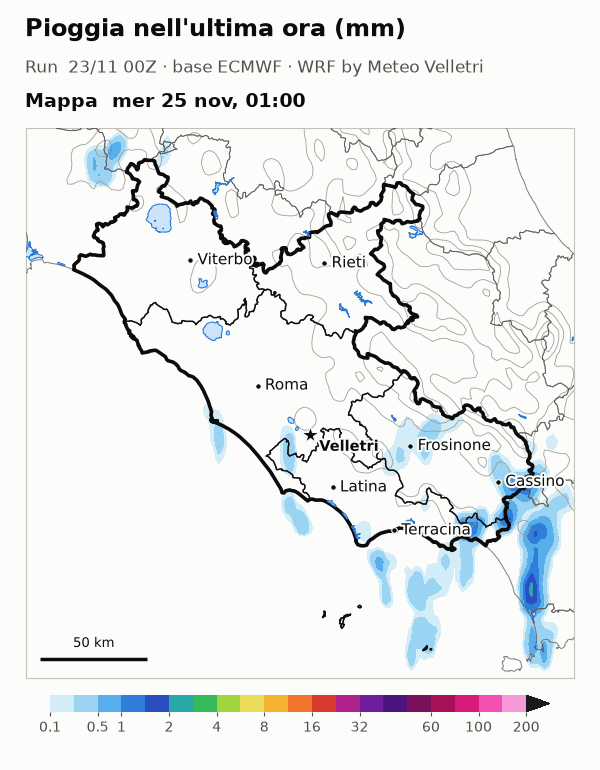 Pioggia nell'ultima ora (mm)
Run  23/11 00Z · base ECMWF · WRF by Meteo Velletri
Mappa  mer 25 nov, 01:00
Viterbo
Rieti
Roma
Velletri
Frosinone
Latina
Cassino
Terracina
50 km
0.1 0.5 1 2 4 8 16 32 60 100 200